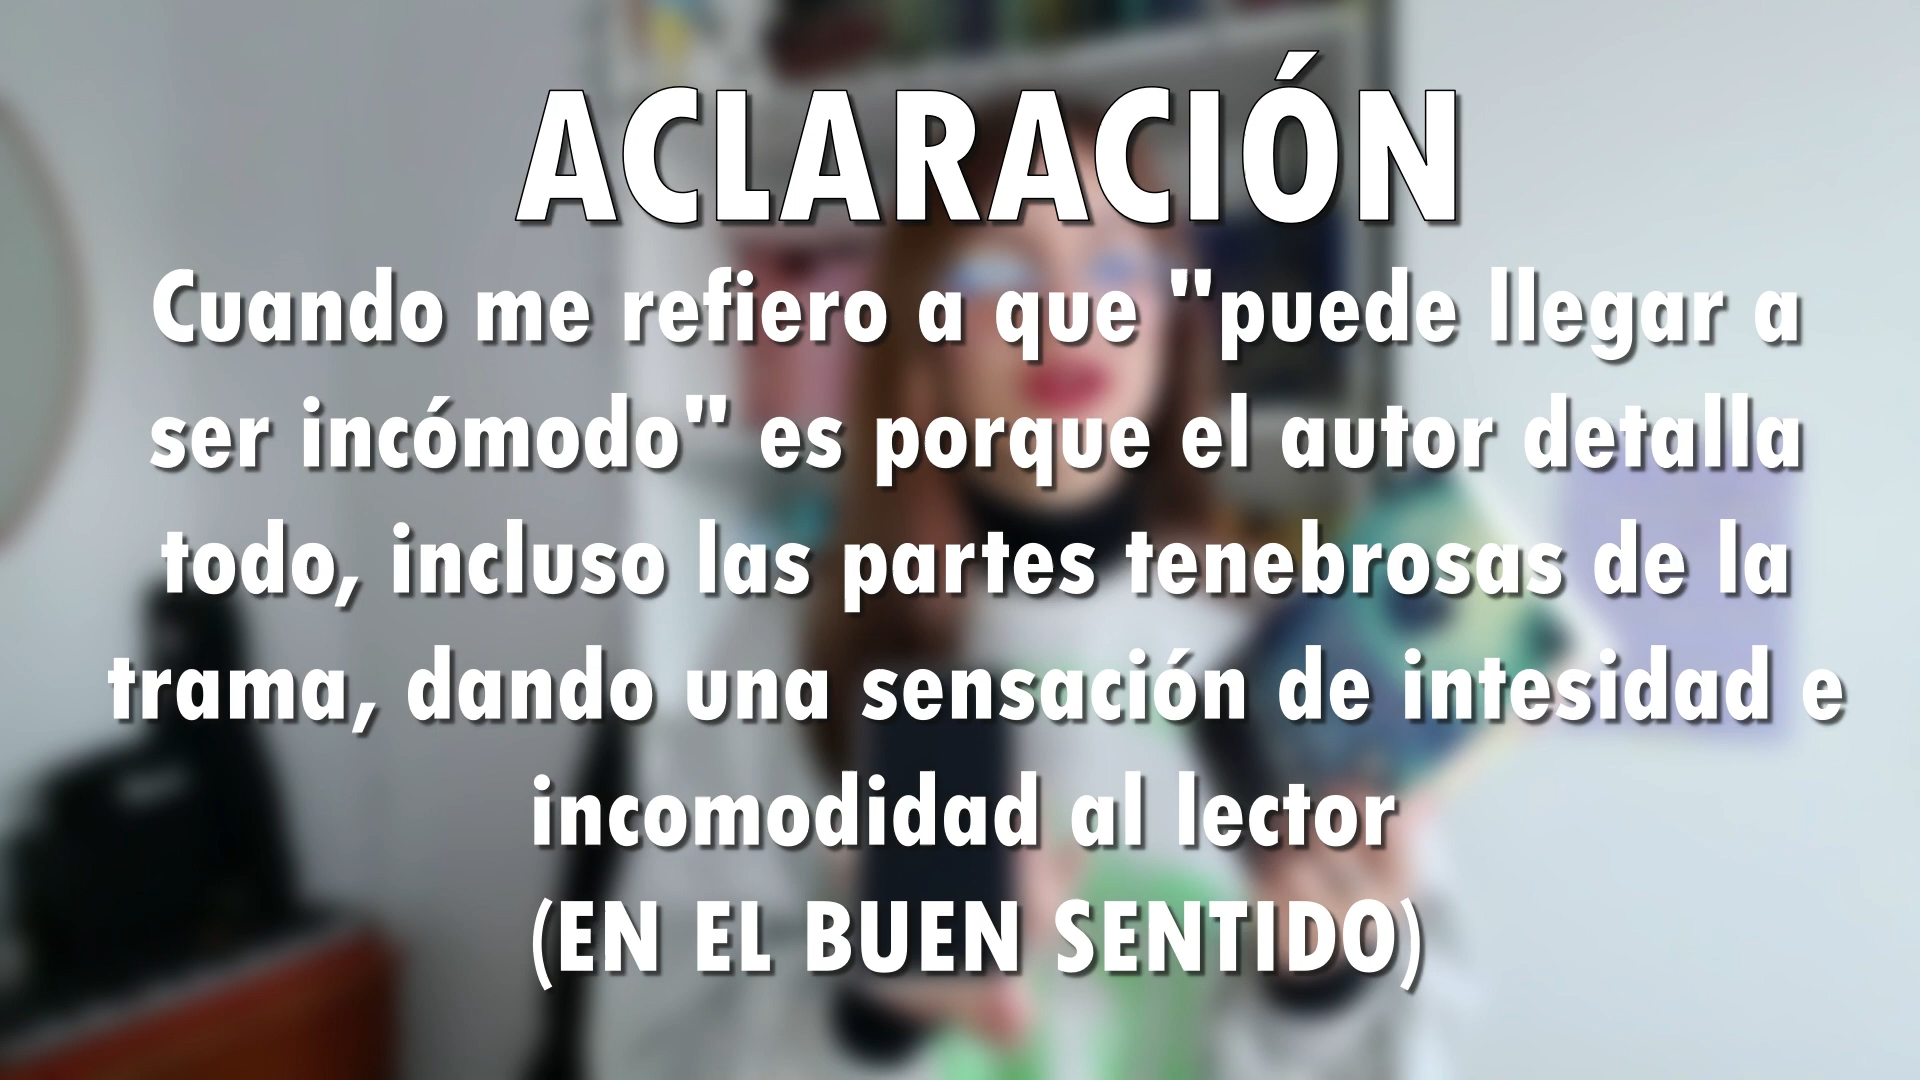 ACLARACIÓN
Cuando me refiero a que "puede llegar a
ser incómodo" es porque el autor detalla
todo, incluso las partes tenebrosas de la
trama, dando una sensación de intesidad e
incomodidad al lector
(EN EL BUEN SENTIDO)